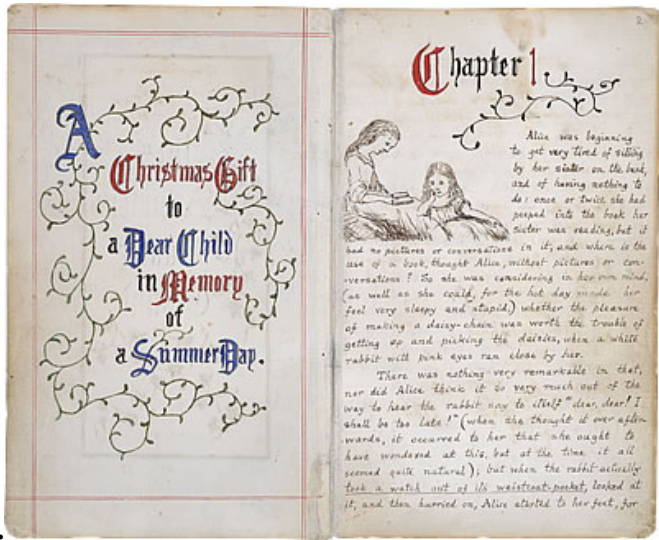 A
Christmas Gift
to
a Dear Child
in Memory
of
a Summer Day.
2.
Chapter 1.
Alice was beginning
to get very tired of sitting
by her sister on the bank,
and of having nothing to
do: once or twice she had
peeped into the book her
sister was reading, but it
had no pictures or conversations in it, and where is the
use of a book, thought Alice, without pictures or con-
versations? So she was considering in her own mind,
(as well as she could, for the hot day made her
feel very sleepy and stupid,) whether the pleasure
of making a daisy-chain was worth the trouble of
getting up and picking the daisies, when a white
rabbit with pink eyes ran close by her.
There was nothing very remarkable in that,
nor did Alice think it so very much out of the
way to hear the rabbit say to itself "dear, dear! I
shall be too late!" (when she thought it over after-
wards, it occurred to her that she ought to
have wondered at this, but at the time it all
seemed quite natural); but when the rabbit actually
took a watch out of its waistcoat-pocket, looked at
it, and then hurried on, Alice started to her feet, for